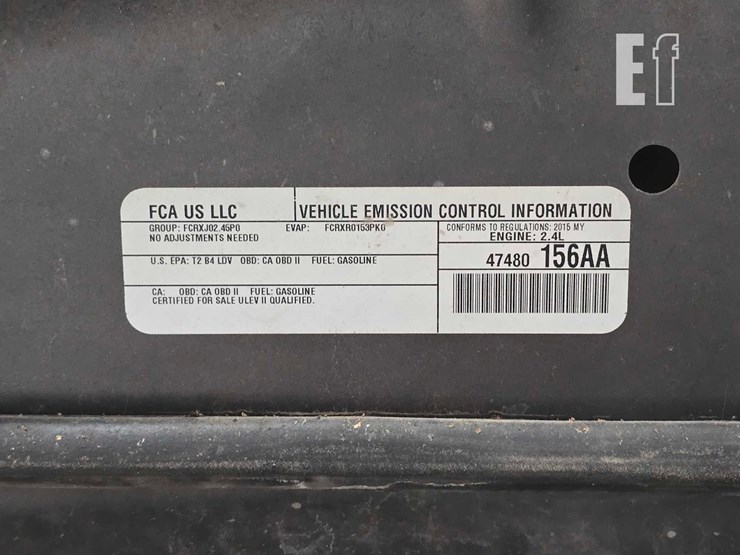 Ef
FCA US LLC
VEHICLE EMISSION CONTROL INFORMATION
GROUP: FCRXJ02.45P0 EVAP: FCRXR0153PK0
NO ADJUSTMENTS NEEDED
CONFORMS TO REGULATIONS: 2015 MY
ENGINE: 2.4L
U.S. EPA: T2 B4 LDV OBD: CA OBD II FUEL: GASOLINE
47480 156AA
CA: OBD: CA OBD II FUEL: GASOLINE
CERTIFIED FOR SALE ULEV II QUALIFIED.